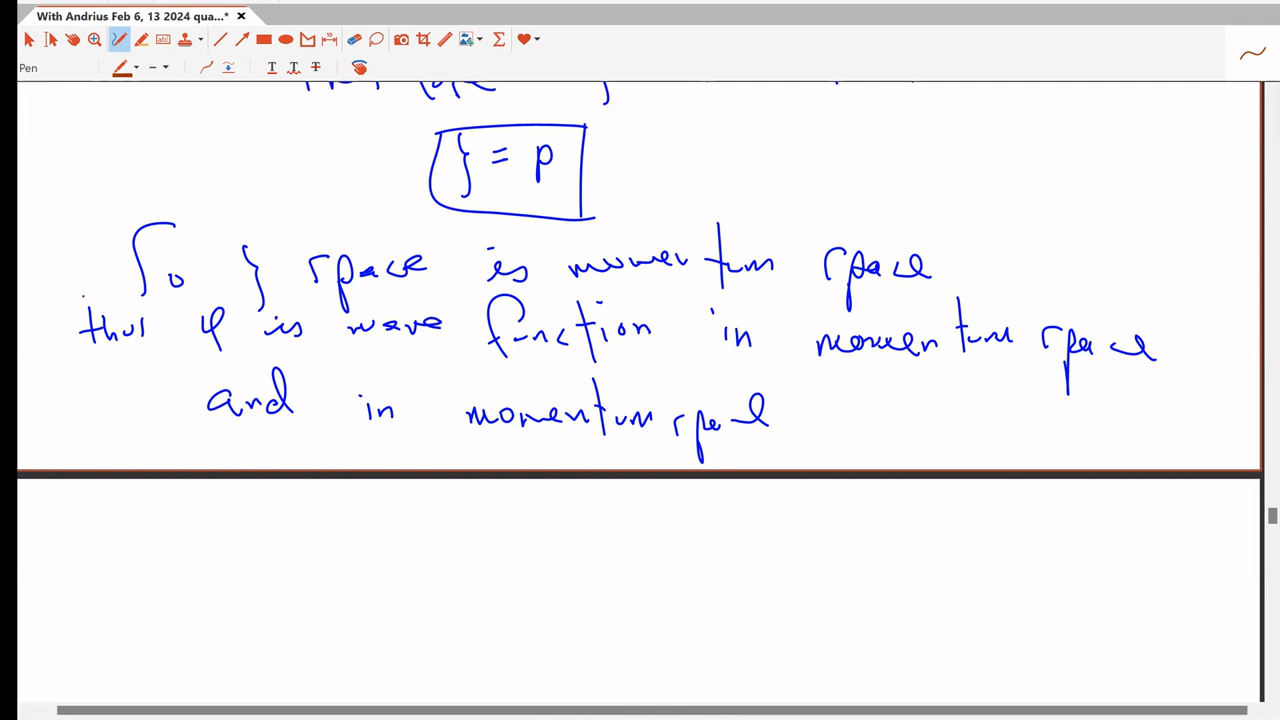 With Andrius Feb 6, 13 2024 qua...*
Pen
T T T
ξ = p
So ξ space is momentum space
thus φ is wave function in momentum space
and in momentum space